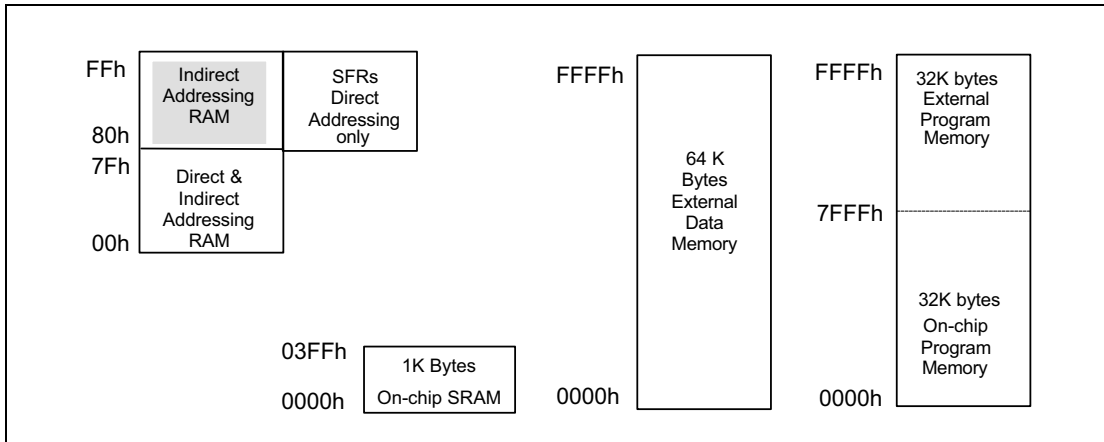 FFh
Indirect
Addressing
RAM
80h
SFRs
Direct
Addressing
only
7Fh
Direct &
Indirect
Addressing
RAM
00h
03FFh
1K Bytes
On-chip SRAM
0000h
FFFFh
64 K
Bytes
External
Data
Memory
0000h
FFFFh
32K bytes
External
Program
Memory
7FFFh
32K bytes
On-chip
Program
Memory
0000h